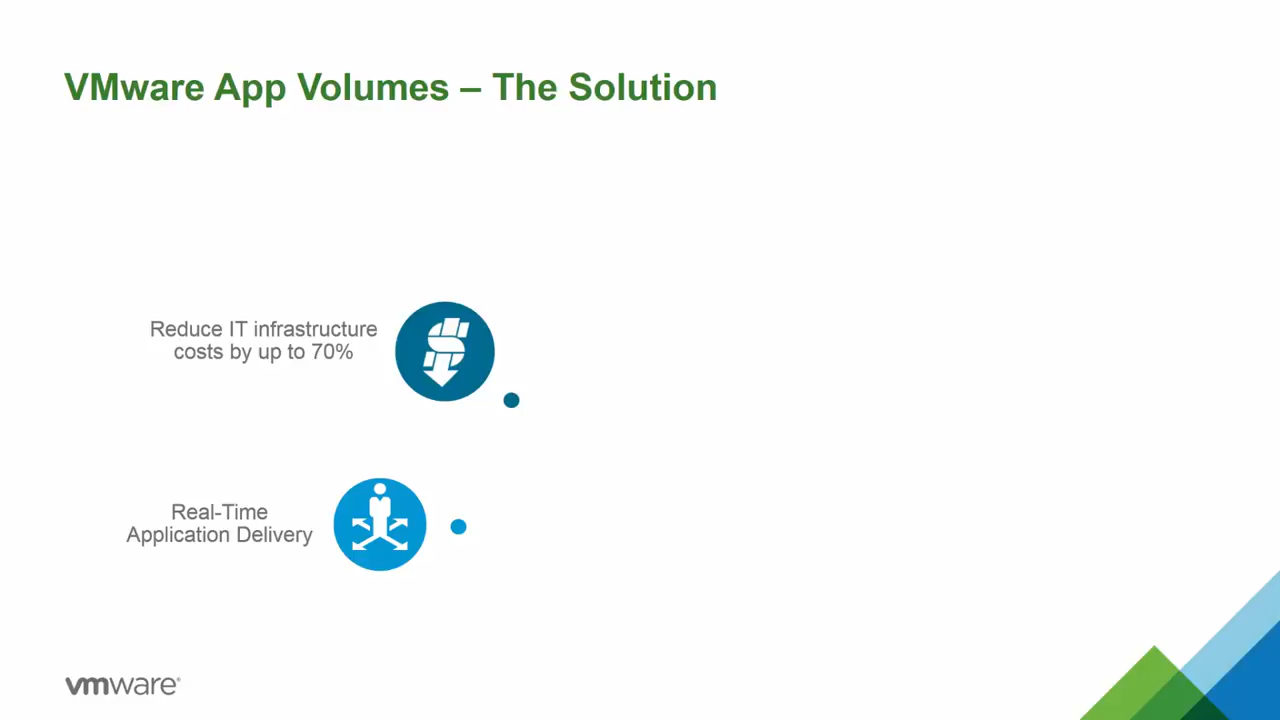 VMware App Volumes – The Solution
Reduce IT infrastructure
costs by up to 70%
Real-Time
Application Delivery
vmware®